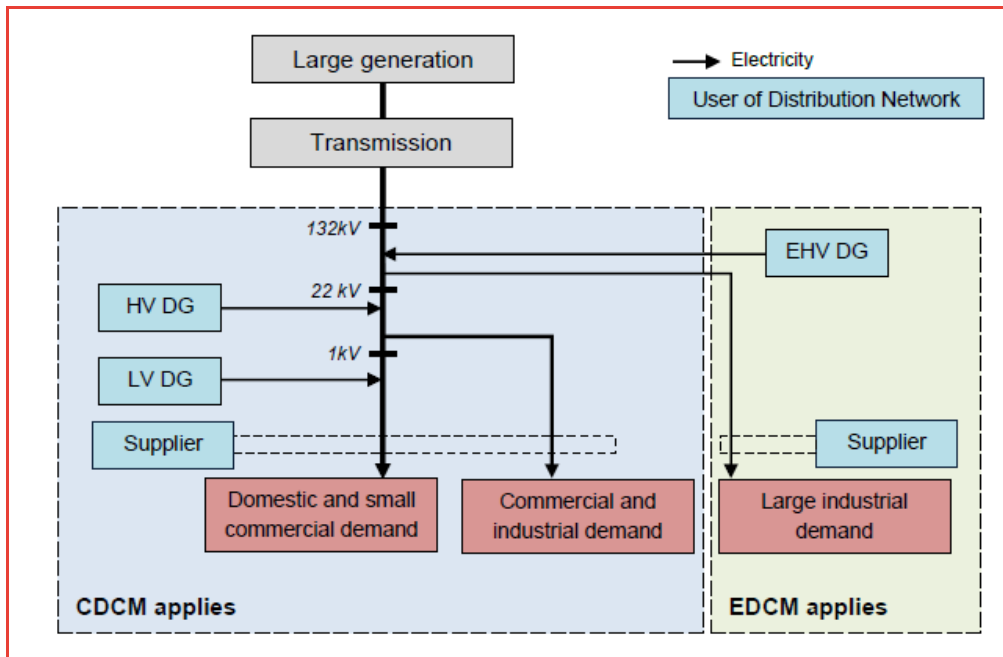 Large generation
Electricity
User of Distribution Network
Transmission
132kV
EHV DG
22 kV
HV DG
1kV
LV DG
Supplier
Supplier
Domestic and small
commercial demand
Commercial and
industrial demand
Large industrial
demand
CDCM applies
EDCM applies